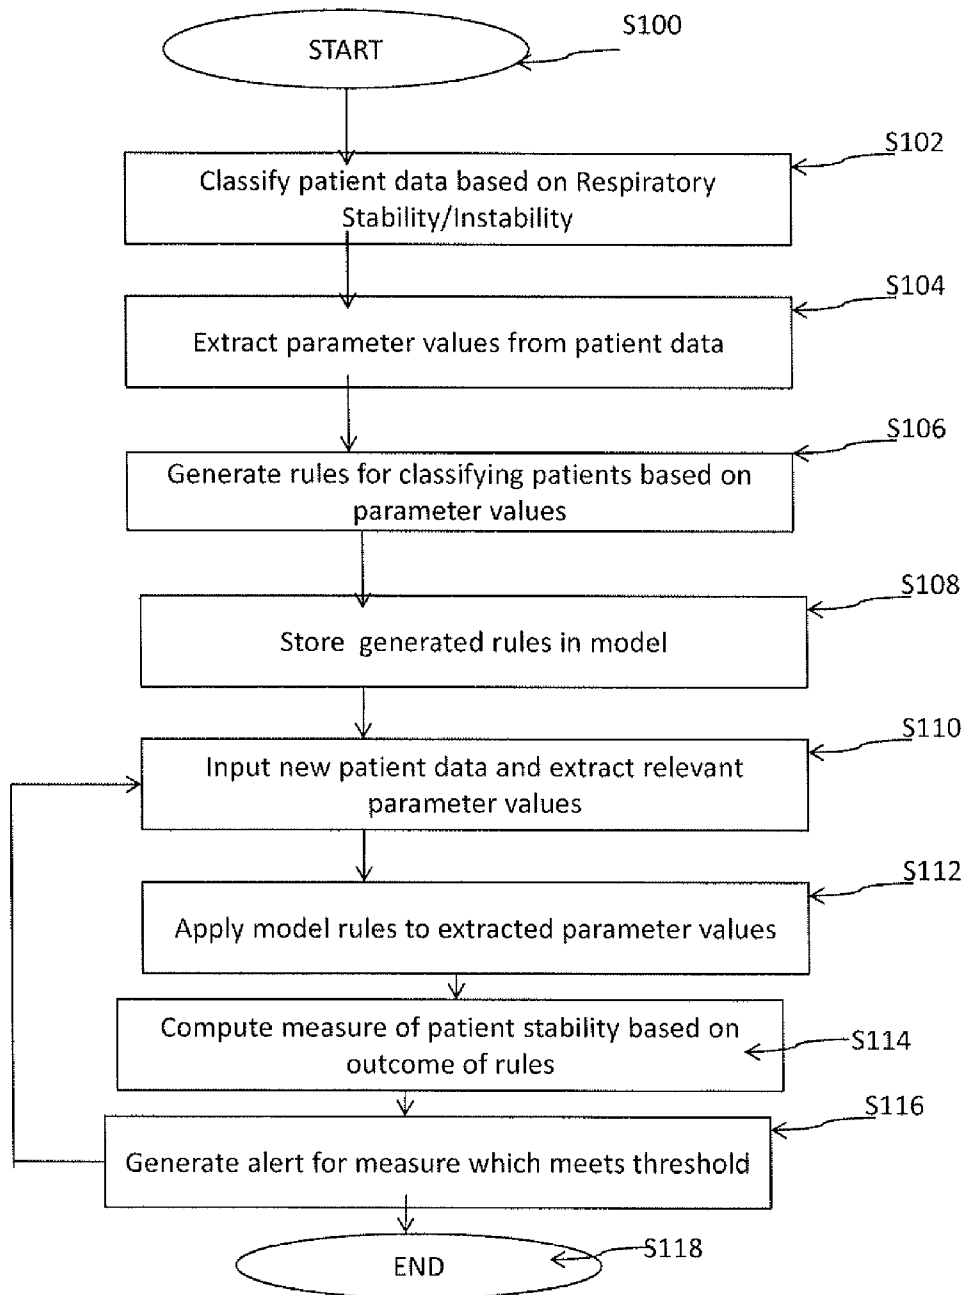 START
S100
S102
Classify patient data based on Respiratory
Stability/Instability
S104
Extract parameter values from patient data
S106
Generate rules for classifying patients based on
parameter values
S108
Store generated rules in model
S110
Input new patient data and extract relevant
parameter values
S112
Apply model rules to extracted parameter values
Compute measure of patient stability based on
outcome of rules
S114
S116
Generate alert for measure which meets threshold
S118
END